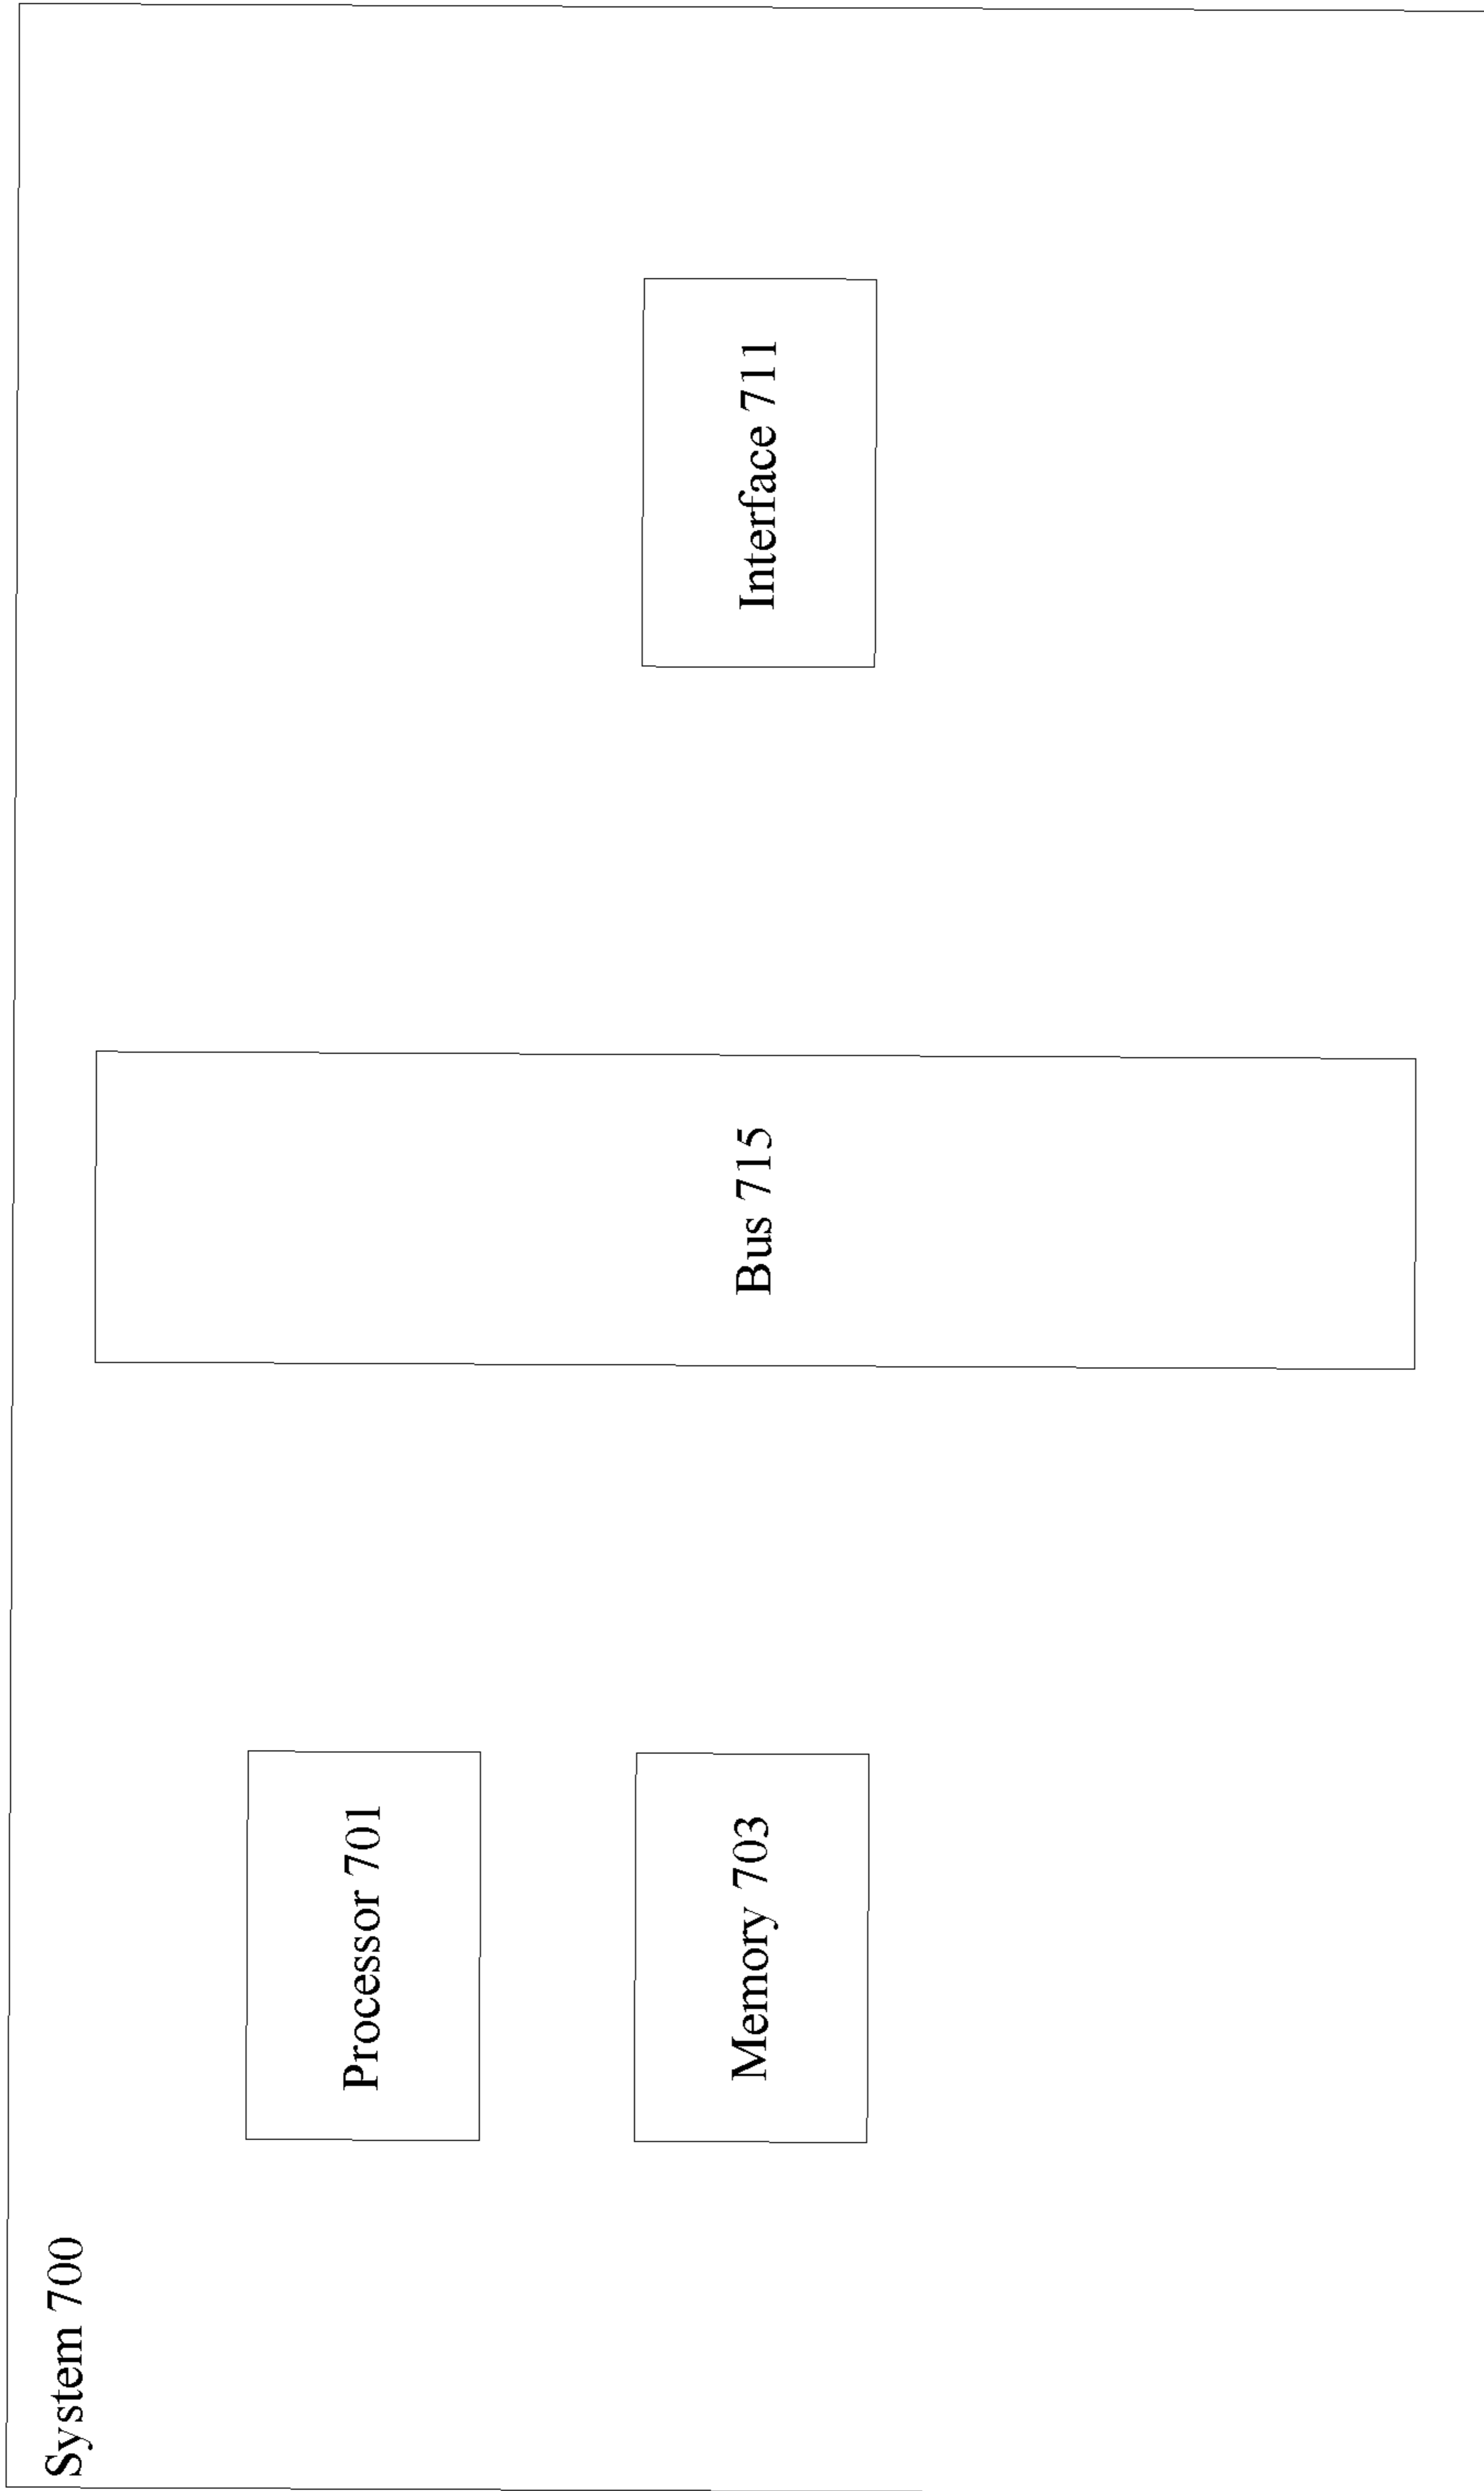 System 700
Processor 701
Memory 703
Bus 715
Interface 711